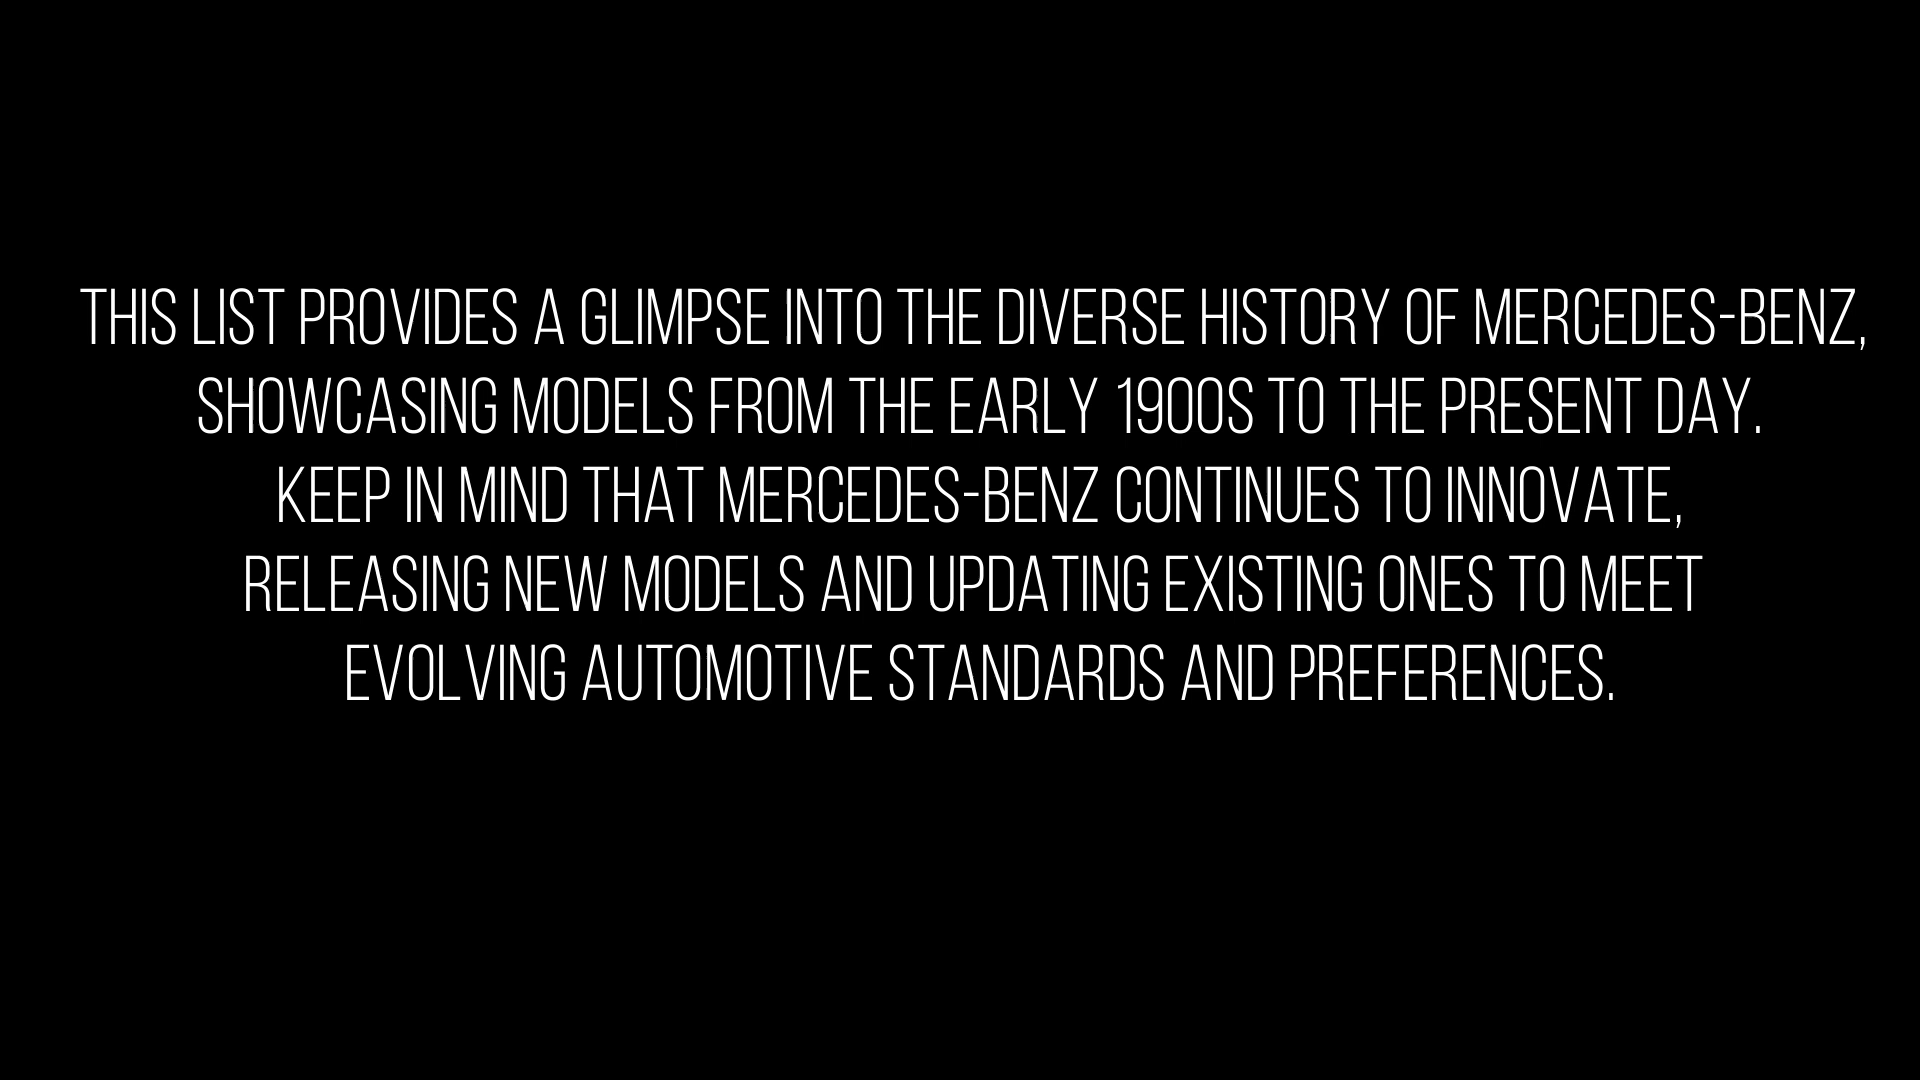 THIS LIST PROVIDES A GLIMPSE INTO THE DIVERSE HISTORY OF MERCEDES-BENZ,
SHOWCASING MODELS FROM THE EARLY 1900S TO THE PRESENT DAY.
KEEP IN MIND THAT MERCEDES-BENZ CONTINUES TO INNOVATE,
RELEASING NEW MODELS AND UPDATING EXISTING ONES TO MEET
EVOLVING AUTOMOTIVE STANDARDS AND PREFERENCES.